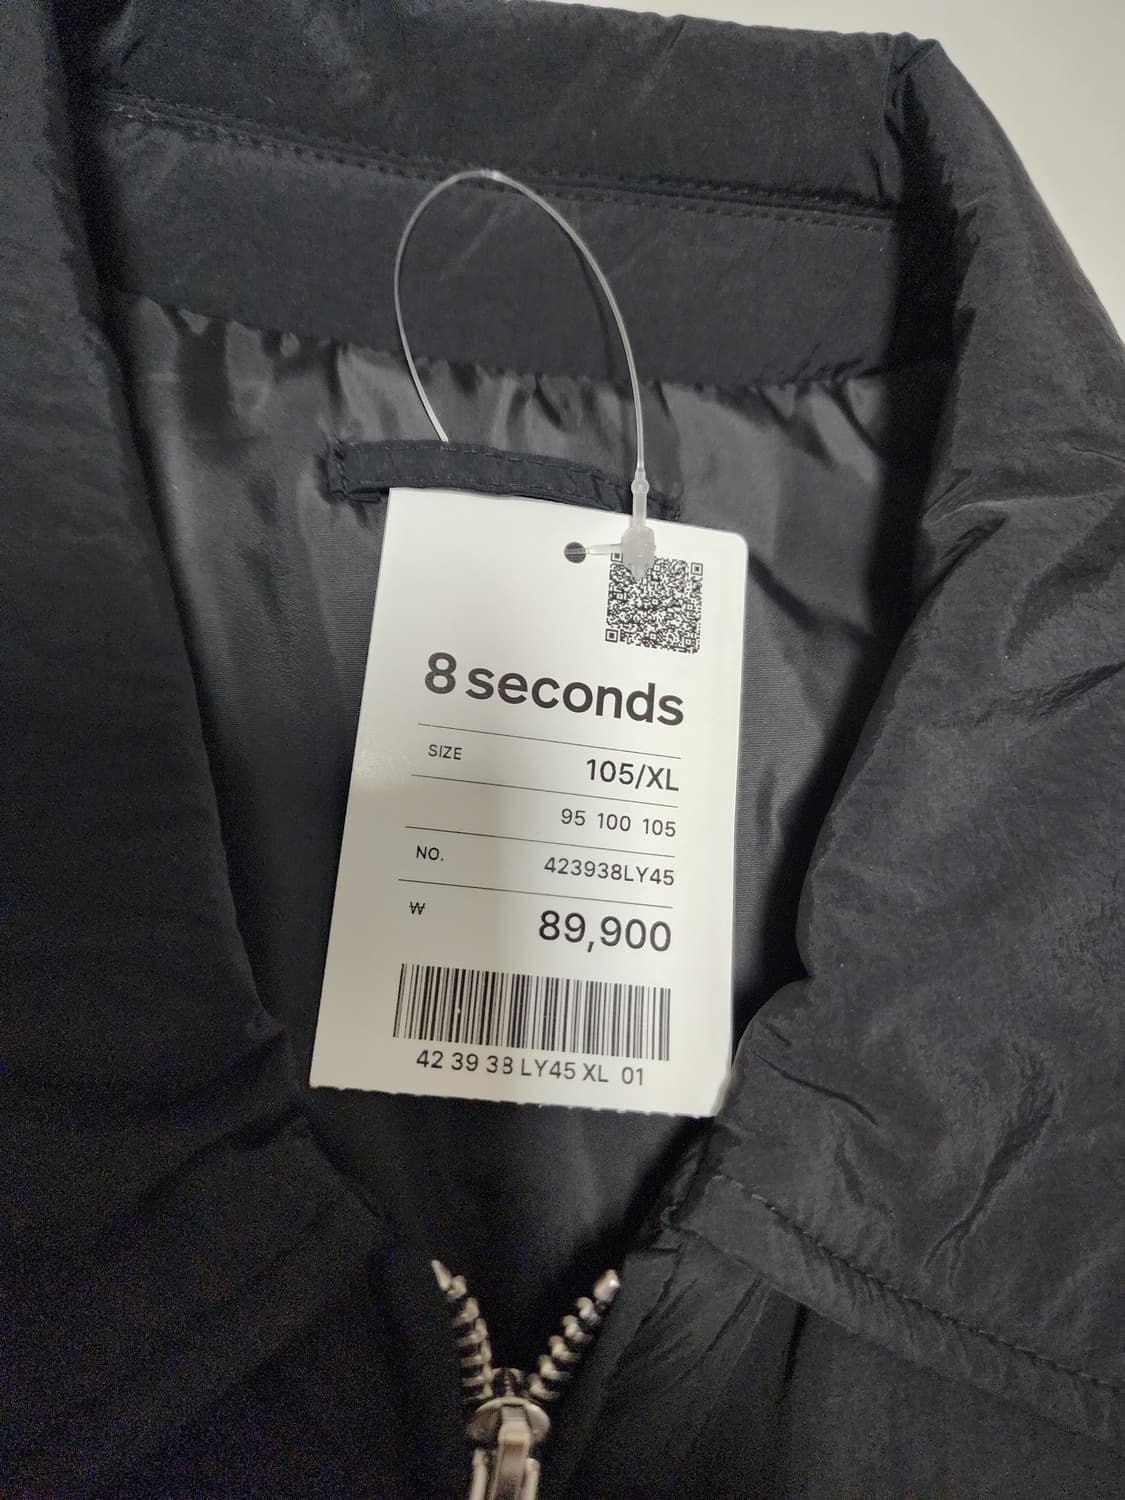 8 seconds
SIZE 105/XL
95 100 105
NO. 423938LY45
₩ 89,900
42 39 38 LY45 XL 01